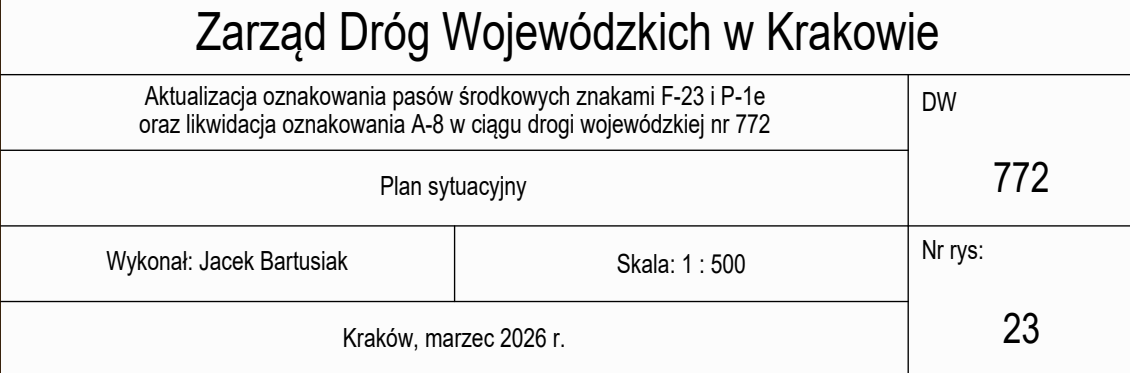 Zarząd Dróg Wojewódzkich w Krakowie
Aktualizacja oznakowania pasów środkowych znakami F-23 i P-1e
oraz likwidacja oznakowania A-8 w ciągu drogi wojewódzkiej nr 772
DW
772
Plan sytuacyjny
Wykonał: Jacek Bartusiak
Skala: 1 : 500
Nr rys:
23
Kraków, marzec 2026 r.